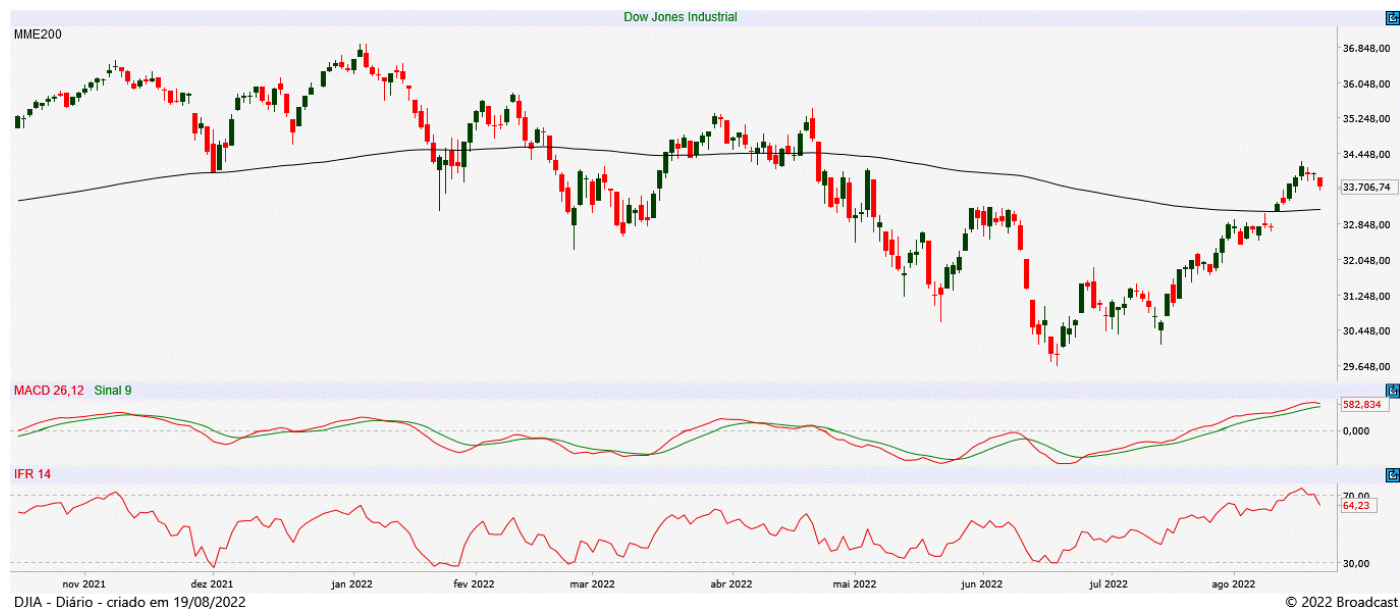 Dow Jones Industrial
MME200
36.848,00
36.048,00
35.248,00
34.448,00
33.706,74
32.848,00
32.048,00
31.248,00
30.448,00
29.648,00
MACD 26,12 Sinal 9
582,834
0,000
IFR 14
70,00
64,23
30,00
nov 2021 dez 2021 jan 2022 fev 2022 mar 2022 abr 2022 mai 2022 jun 2022 jul 2022 ago 2022
DJIA - Diário - criado em 19/08/2022 © 2022 Broadcast